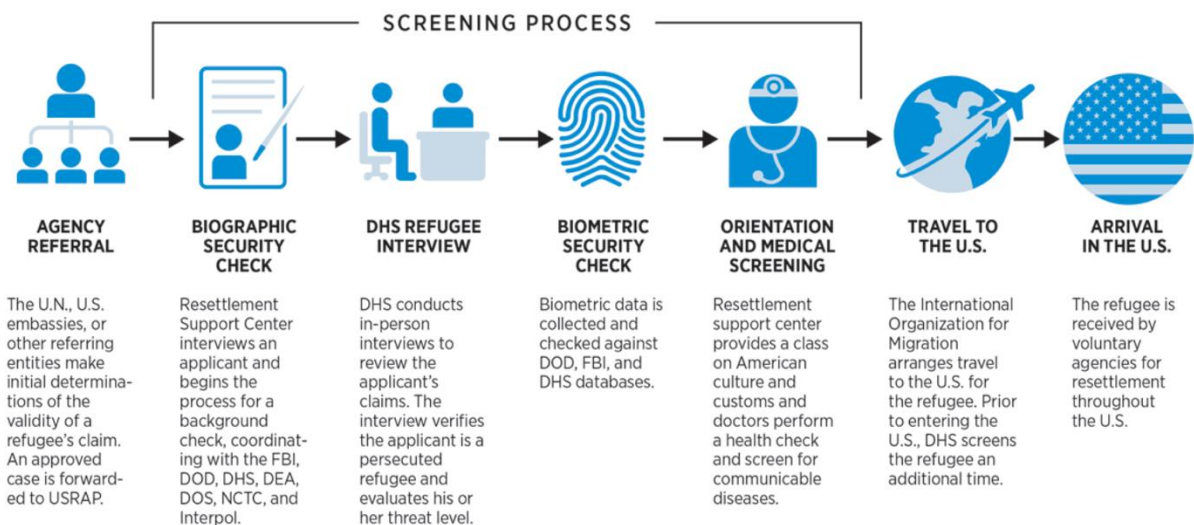 SCREENING PROCESS
AGENCY
REFERRAL
The U.N., U.S.
embassies, or
other referring
entities make
initial determina-
tions of the
validity of a
refugee's claim.
An approved
case is forward-
ed to USRAP.
BIOGRAPHIC
SECURITY
CHECK
Resettlement
Support Center
interviews an
applicant and
begins the
process for a
background
check, coordinat-
ing with the FBI,
DOD, DHS, DEA,
DOS, NCTC, and
Interpol.
DHS REFUGEE
INTERVIEW
DHS conducts
in-person
interviews to
review the
applicant's
claims. The
interview verifies
the applicant is a
persecuted
refugee and
evaluates his or
her threat level.
BIOMETRIC
SECURITY
CHECK
Biometric data is
collected and
checked against
DOD, FBI, and
DHS databases.
ORIENTATION
AND MEDICAL
SCREENING
Resettlement
support center
provides a class
on American
culture and
customs and
doctors perform
a health check
and screen for
communicable
diseases.
TRAVEL TO
THE U.S.
The International
Organization for
Migration
arranges travel
to the U.S. for
the refugee. Prior
to entering the
U.S., DHS screens
the refugee an
additional time.
ARRIVAL
IN THE U.S.
The refugee is
received by
voluntary
agencies for
resettlement
throughout
the U.S.